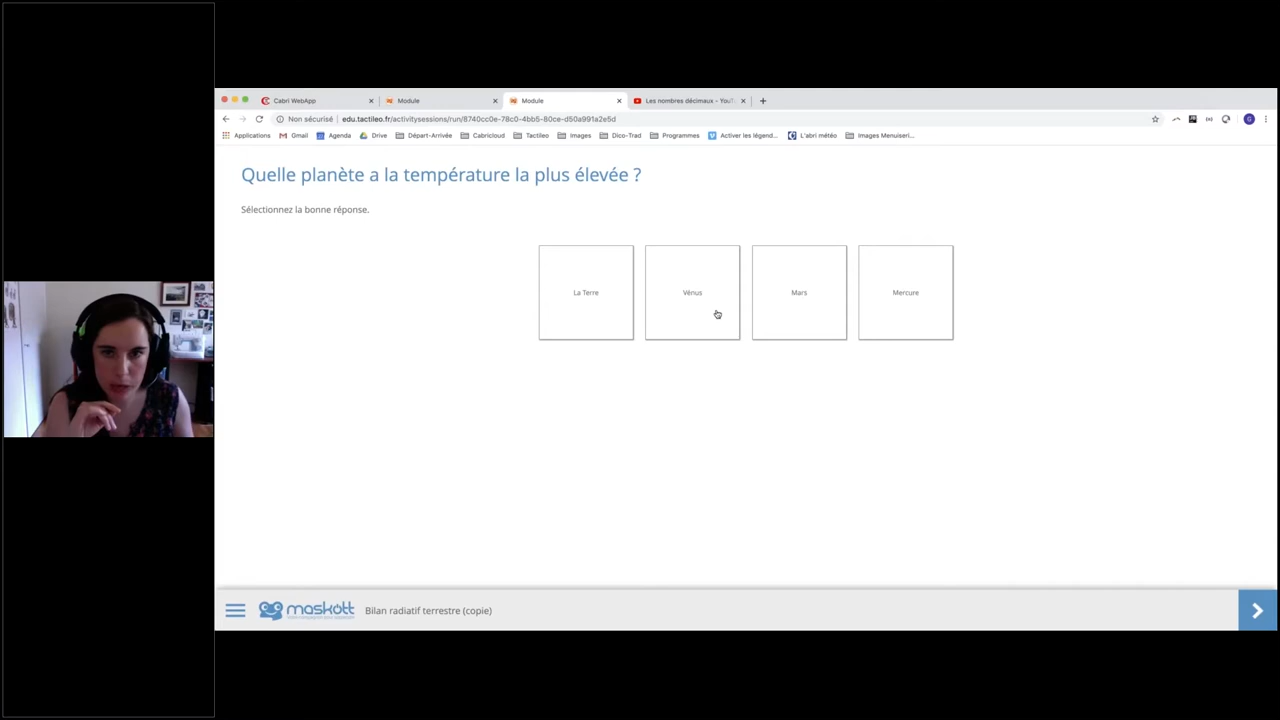 Cabri WebApp
Module
Module
Les nombres décimaux - YouTu
Non sécurisé
edu.tactileo.fr/activitysessions/run/8740cc0e-78c0-4bb5-80ce-d50a991a2e5d
G
Applications
Gmail
Agenda
Drive
Départ-Arrivée
Cabricloud
Tactileo
Images
Dico-Trad
Programmes
Activer les légend...
L'abri météo
Images Menuiseri...
Quelle planète a la température la plus élevée ?
Sélectionnez la bonne réponse.
La Terre
Vénus
Mars
Mercure
maskott
Bilan radiatif terrestre (copie)